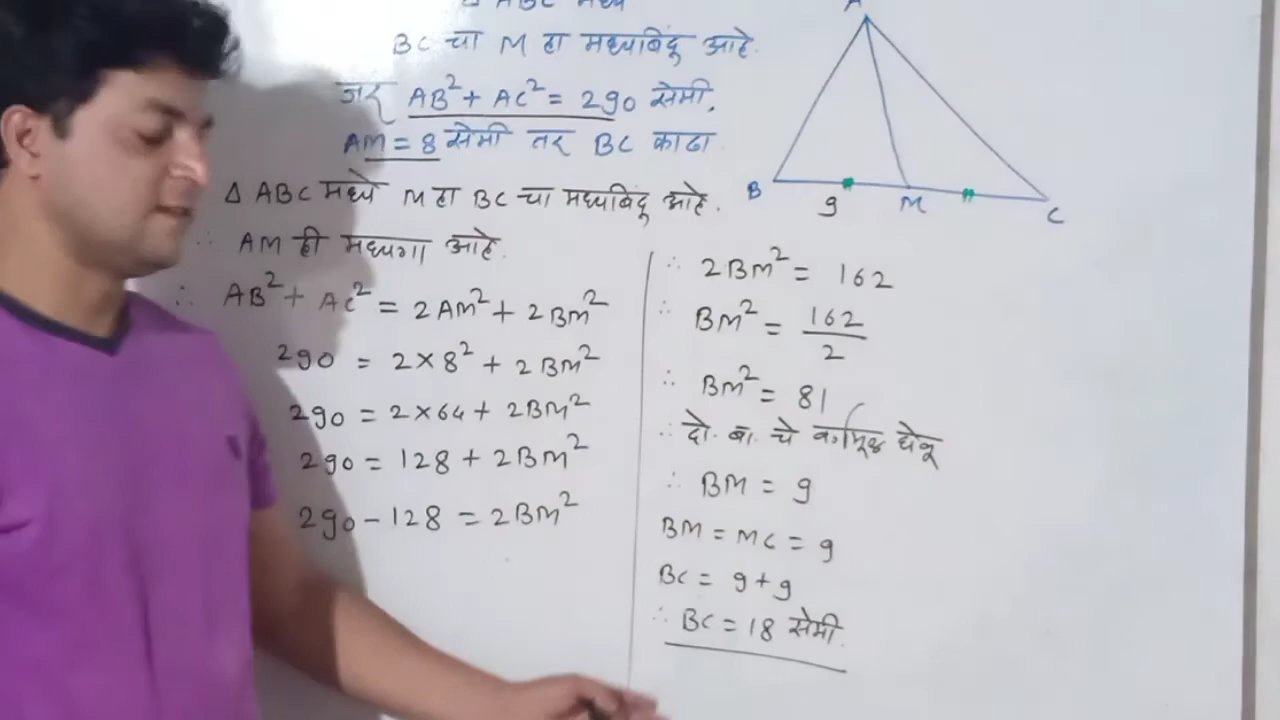 △ ABC मध्ये
BC चा M हा मध्यबिंदू आहे.
जर AB² + AC² = 290 सेमी,
AM = 8 सेमी तर BC काढा
△ ABC मध्ये M हा BC चा मध्यबिंदू आहे.
∴ AM ही मध्यगा आहे.
∴ AB² + AC² = 2AM² + 2BM²
290 = 2 × 8² + 2BM²
290 = 2 × 64 + 2BM²
290 = 128 + 2BM²
290 - 128 = 2BM²
A
B
9
M
C
∴ 2BM² = 162
∴ BM² = 162/2
∴ BM² = 81
∴ दो. बा. चे वर्गमूळ घेवू
∴ BM = 9
BM = MC = 9
BC = 9 + 9
∴ BC = 18 सेमी.